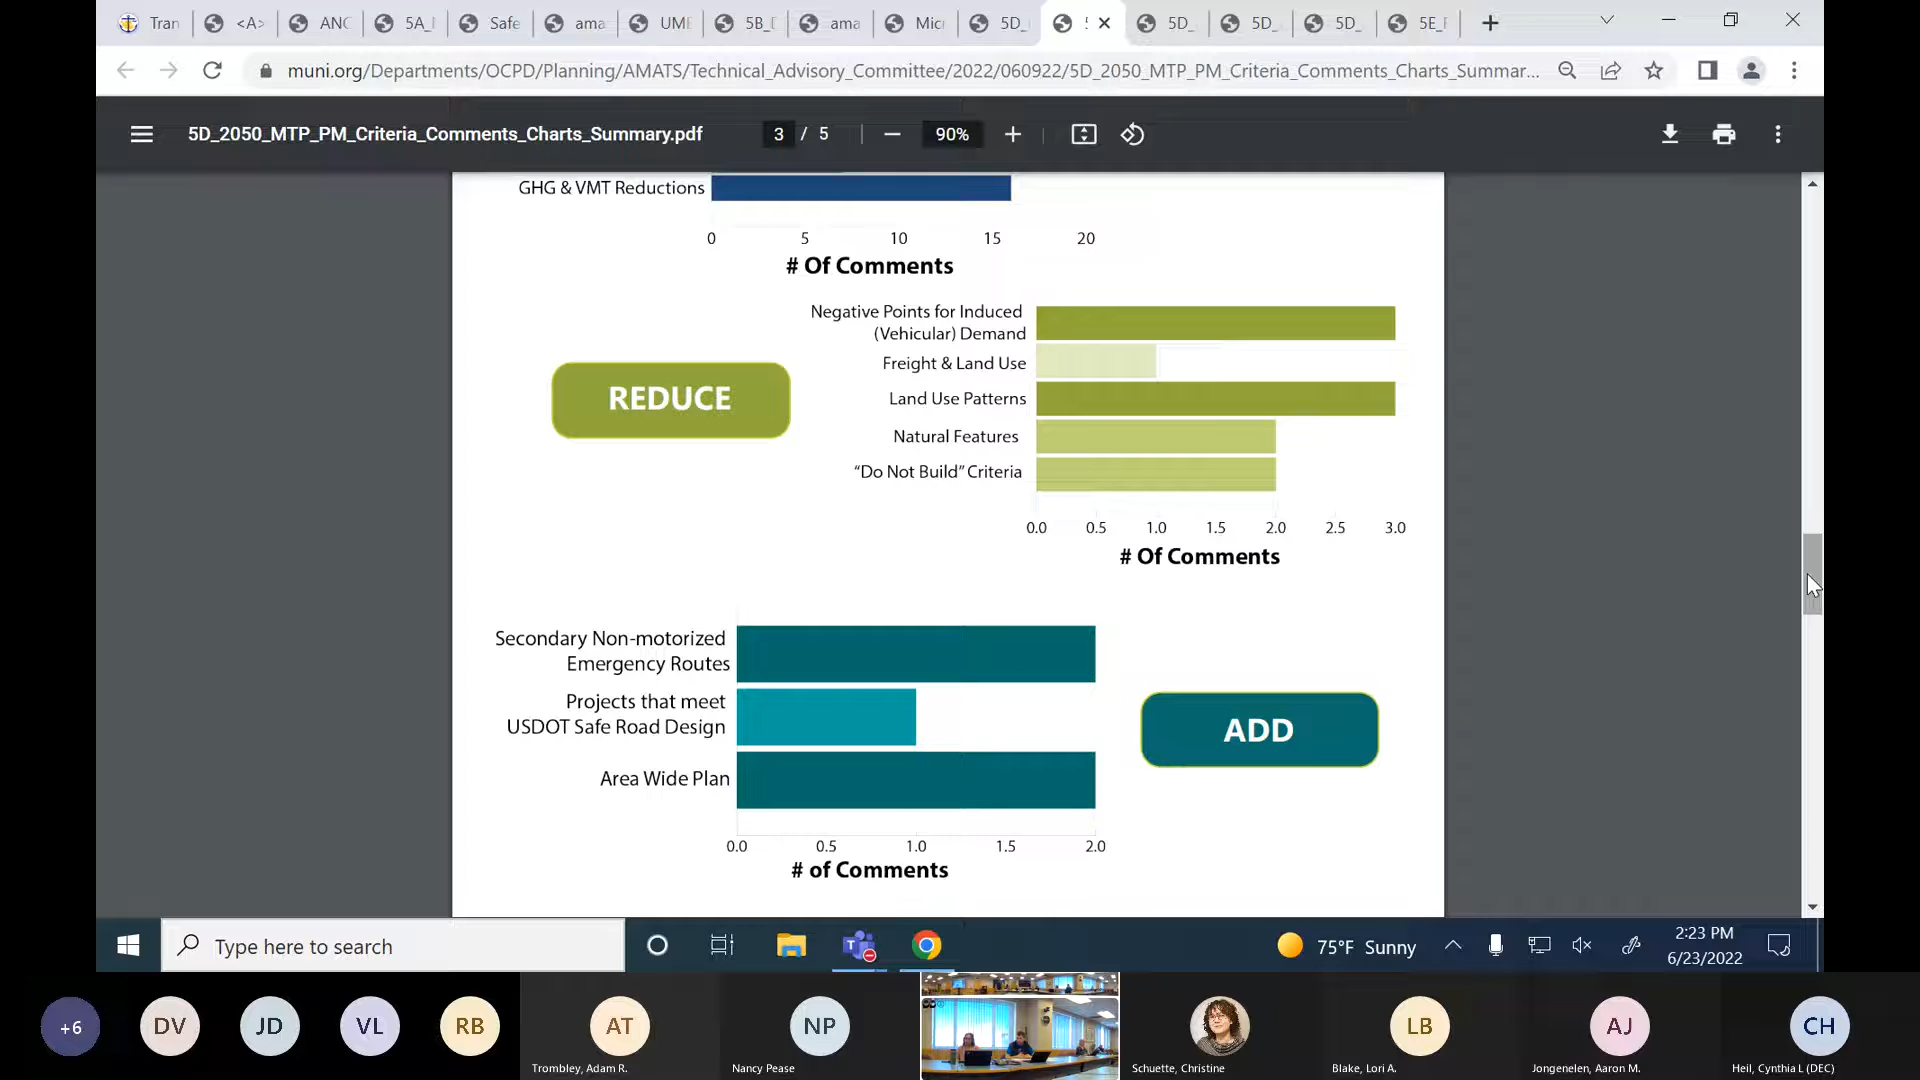 Tran
<A>
ANC
5A_I
Safe
ama
UME
5B_D
ama
Mic
5D_
5D_
5D_
5D_
5E_F
muni.org/Departments/OCPD/Planning/AMATS/Technical_Advisory_Committee/2022/060922/5D_2050_MTP_PM_Criteria_Comments_Charts_Summar...
5D_2050_MTP_PM_Criteria_Comments_Charts_Summary.pdf
3 / 5
90%
GHG & VMT Reductions
0 5 10 15 20
# Of Comments
Negative Points for Induced
(Vehicular) Demand
Freight & Land Use
REDUCE
Land Use Patterns
Natural Features
“Do Not Build” Criteria
0.0 0.5 1.0 1.5 2.0 2.5 3.0
# Of Comments
Secondary Non-motorized
Emergency Routes
Projects that meet
USDOT Safe Road Design
ADD
Area Wide Plan
0.0 0.5 1.0 1.5 2.0
# of Comments
Type here to search
75°F Sunny
2:23 PM
6/23/2022
+6
DV
JD
VL
RB
AT
NP
LB
AJ
CH
Trombley, Adam R.
Nancy Pease
Schuette, Christine
Blake, Lori A.
Jongenelen, Aaron M.
Heil, Cynthia L (DEC)